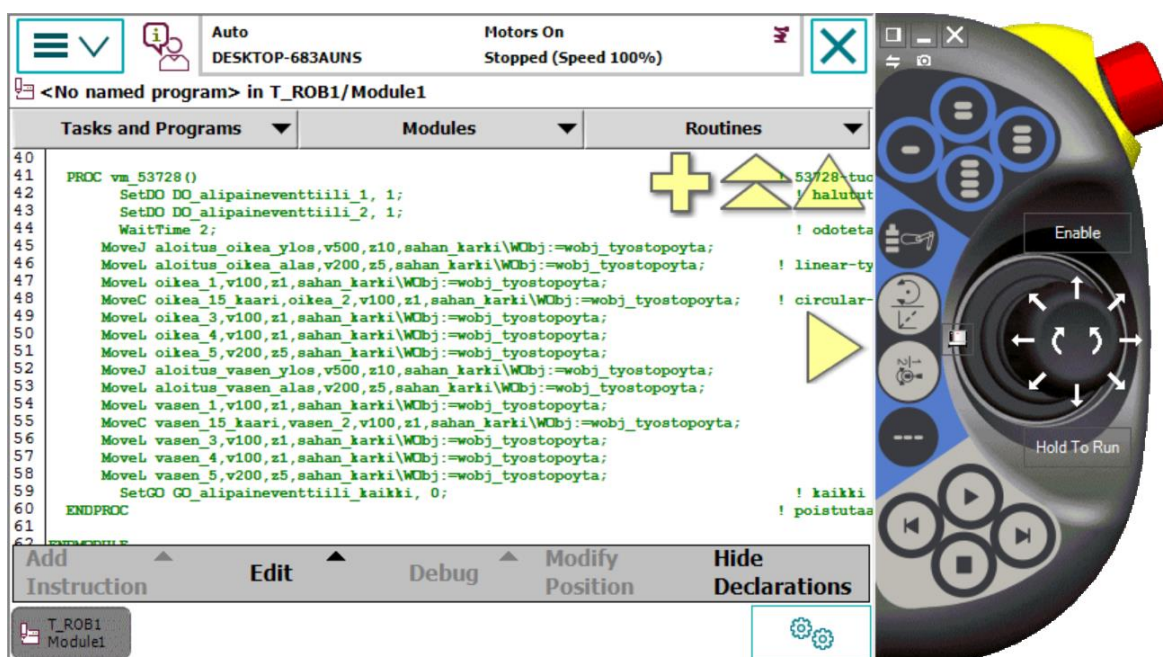 Auto
DESKTOP-683AUNS
Motors On
Stopped (Speed 100%)
<No named program> in T_ROB1/Module1
Tasks and Programs
Modules
Routines
40
41 PROC vm_53728() ! 53728-tuo
42 SetDO DO_alipaineventtiili_1, 1; ! halutut
43 SetDO DO_alipaineventtiili_2, 1;
44 WaitTime 2; ! odoteta
45 MoveJ aloitus_oikea_ylos,v500,z10,sahan_karki\WObj:=wobj_tyostopoyta;
46 MoveL aloitus_oikea_alas,v200,z5,sahan_karki\WObj:=wobj_tyostopoyta; ! linear-ty
47 MoveL oikea_1,v100,z1,sahan_karki\WObj:=wobj_tyostopoyta;
48 MoveC oikea_15_kaari,oikea_2,v100,z1,sahan_karki\WObj:=wobj_tyostopoyta; ! circular-
49 MoveL oikea_3,v100,z1,sahan_karki\WObj:=wobj_tyostopoyta;
50 MoveL oikea_4,v100,z1,sahan_karki\WObj:=wobj_tyostopoyta;
51 MoveL oikea_5,v200,z5,sahan_karki\WObj:=wobj_tyostopoyta;
52 MoveJ aloitus_vasen_ylos,v500,z10,sahan_karki\WObj:=wobj_tyostopoyta;
53 MoveL aloitus_vasen_alas,v200,z5,sahan_karki\WObj:=wobj_tyostopoyta;
54 MoveL vasen_1,v100,z1,sahan_karki\WObj:=wobj_tyostopoyta;
55 MoveC vasen_15_kaari,vasen_2,v100,z1,sahan_karki\WObj:=wobj_tyostopoyta;
56 MoveL vasen_3,v100,z1,sahan_karki\WObj:=wobj_tyostopoyta;
57 MoveL vasen_4,v100,z1,sahan_karki\WObj:=wobj_tyostopoyta;
58 MoveL vasen_5,v200,z5,sahan_karki\WObj:=wobj_tyostopoyta;
59 SetGO GO_alipaineventtiili_kaikki, 0; ! kaikki
60 ENDPROC ! poistutaa
61
62 ENDMODULE
Add Instruction
Edit
Debug
Modify Position
Hide Declarations
T_ROB1
Module1
Enable
Hold To Run